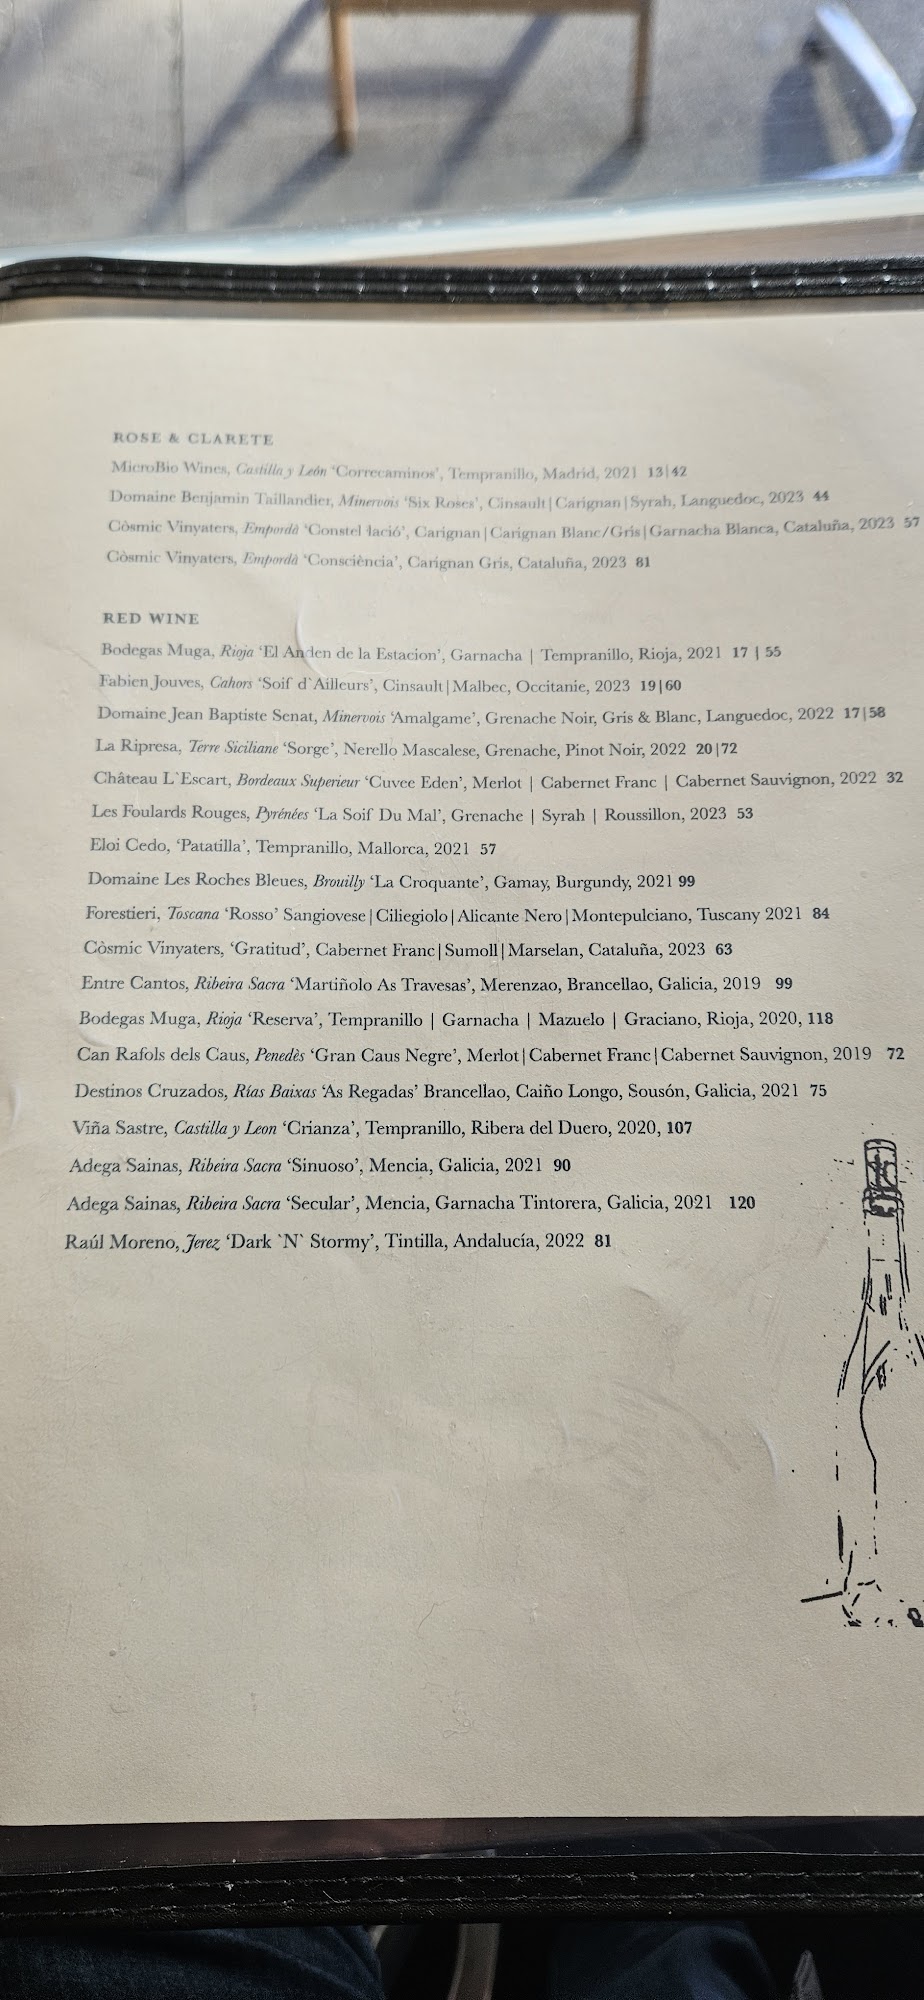 ROSE & CLARETE
MicroBio Wines, Castilla y León ‘Correcaminos’, Tempranillo, Madrid, 2021 13|42
Domaine Benjamin Taillandier, Minervois ‘Six Roses’, Cinsault|Carignan|Syrah, Languedoc, 2023 44
Còsmic Vinyaters, Empordà ‘Constel·lació’, Carignan|Carignan Blanc/Gris|Garnacha Blanca, Cataluña, 2023 57
Còsmic Vinyaters, Empordà ‘Consciència’, Carignan Gris, Cataluña, 2023 81
RED WINE
Bodegas Muga, Rioja ‘El Anden de la Estacion’, Garnacha | Tempranillo, Rioja, 2021 17 | 55
Fabien Jouves, Cahors ‘Soif d`Ailleurs’, Cinsault|Malbec, Occitanie, 2023 19|60
Domaine Jean Baptiste Senat, Minervois ‘Amalgame’, Grenache Noir, Gris & Blanc, Languedoc, 2022 17|58
La Ripresa, Terre Siciliane ‘Sorge’, Nerello Mascalese, Grenache, Pinot Noir, 2022 20|72
Château L`Escart, Bordeaux Superieur ‘Cuvee Eden’, Merlot | Cabernet Franc | Cabernet Sauvignon, 2022 32
Les Foulards Rouges, Pyrénées ‘La Soif Du Mal’, Grenache | Syrah | Roussillon, 2023 53
Eloi Cedo, ‘Patatilla’, Tempranillo, Mallorca, 2021 57
Domaine Les Roches Bleues, Brouilly ‘La Croquante’, Gamay, Burgundy, 2021 99
Forestieri, Toscana ‘Rosso’ Sangiovese|Ciliegiolo|Alicante Nero|Montepulciano, Tuscany 2021 84
Còsmic Vinyaters, ‘Gratitud’, Cabernet Franc|Sumoll|Marselan, Cataluña, 2023 63
Entre Cantos, Ribeira Sacra ‘Martiñolo As Travesas’, Merenzao, Brancellao, Galicia, 2019 99
Bodegas Muga, Rioja ‘Reserva’, Tempranillo | Garnacha | Mazuelo | Graciano, Rioja, 2020, 118
Can Rafols dels Caus, Penedès ‘Gran Caus Negre’, Merlot|Cabernet Franc|Cabernet Sauvignon, 2019 72
Destinos Cruzados, Rías Baixas ‘As Regadas’ Brancellao, Caiño Longo, Sousón, Galicia, 2021 75
Viña Sastre, Castilla y Leon ‘Crianza’, Tempranillo, Ribera del Duero, 2020, 107
Adega Sainas, Ribeira Sacra ‘Sinuoso’, Mencia, Galicia, 2021 90
Adega Sainas, Ribeira Sacra ‘Secular’, Mencia, Garnacha Tintorera, Galicia, 2021 120
Raúl Moreno, Jerez ‘Dark `N` Stormy’, Tintilla, Andalucía, 2022 81